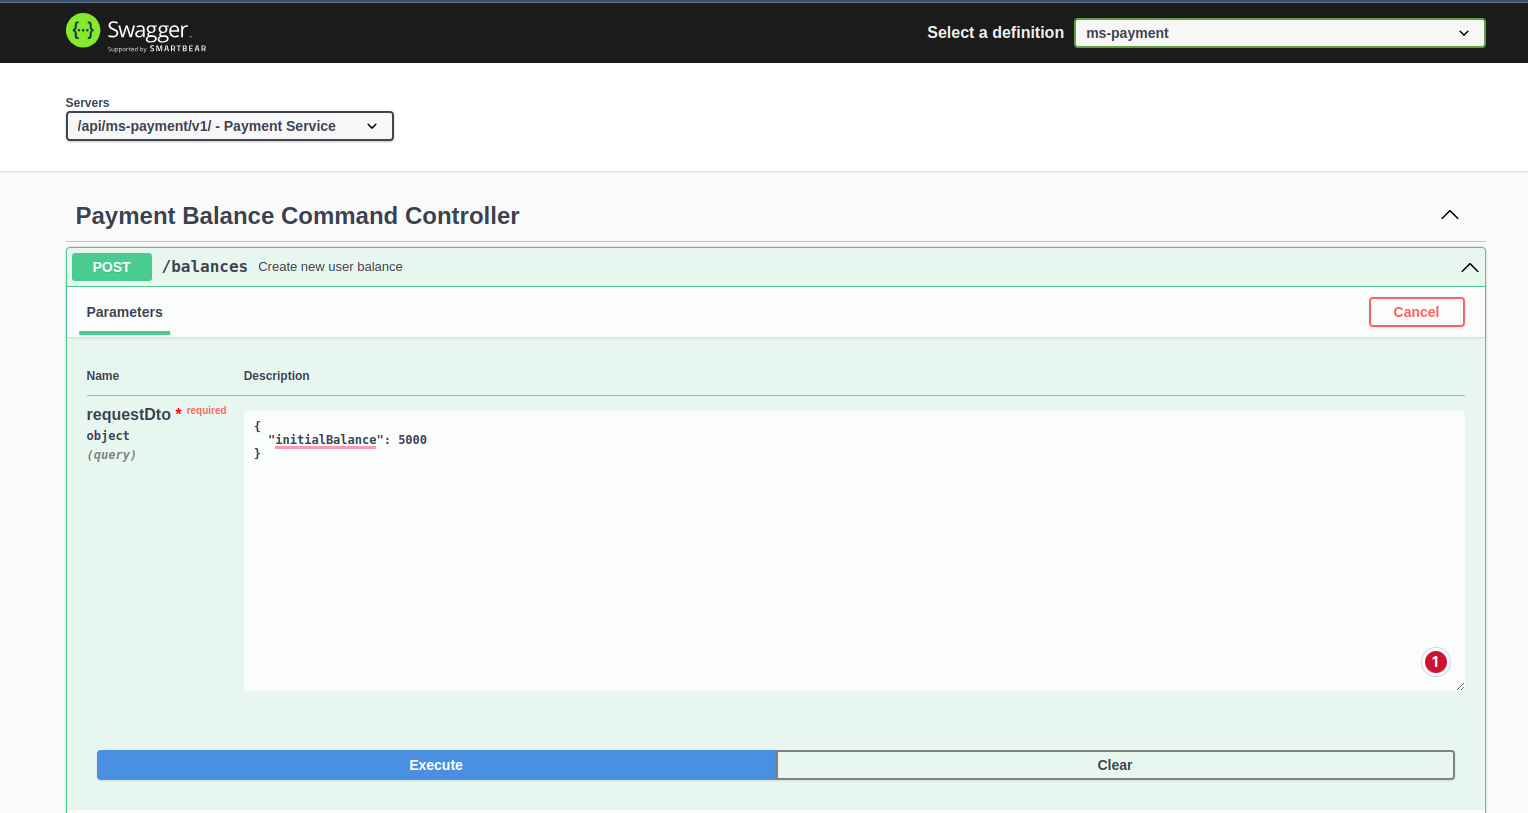 Swagger
Supported by SMARTBEAR
Select a definition
ms-payment
Servers
/api/ms-payment/v1/ - Payment Service
Payment Balance Command Controller
POST /balances Create new user balance
Parameters
Cancel
Name Description
requestDto * required
object
(query)
{
"initialBalance": 5000
}
1
Execute
Clear